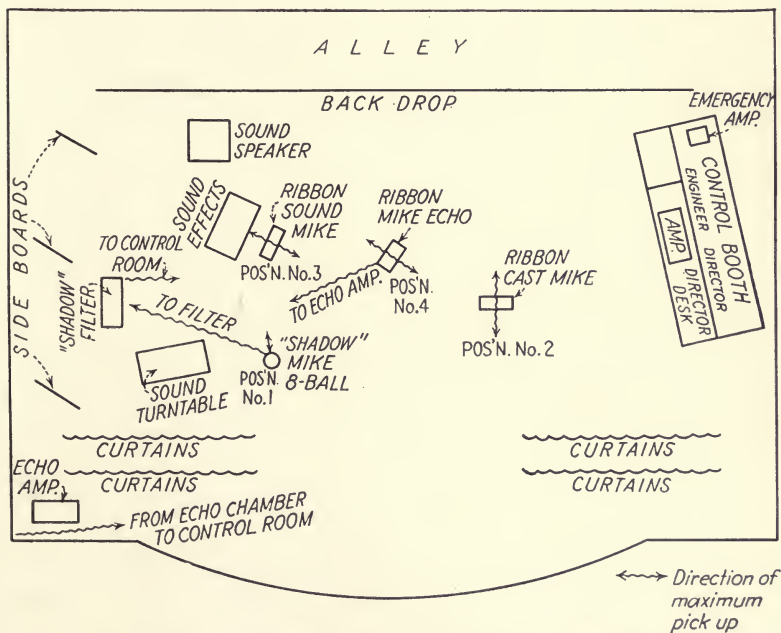 A L L E Y
BACK DROP
EMERGENCY
AMP.
SOUND
SPEAKER
SIDE BOARDS
SOUND
EFFECTS
RIBBON
SOUND
MIKE
RIBBON
MIKE ECHO
CONTROL BOOTH
ENGINEER DIRECTOR
AMP.
DIRECTOR
DESK
TO CONTROL
ROOM
POS'N. No.3
POS'N.
No.4
RIBBON
CAST MIKE
"SHADOW"
FILTER
TO FILTER
TO ECHO AMP.
POS'N. No. 2
"SHADOW"
MIKE
8-BALL
POS'N.
No.1
SOUND
TURNTABLE
CURTAINS
CURTAINS
CURTAINS
CURTAINS
ECHO
AMP.
FROM ECHO CHAMBER
TO CONTROL ROOM
Direction of
maximum
pick up